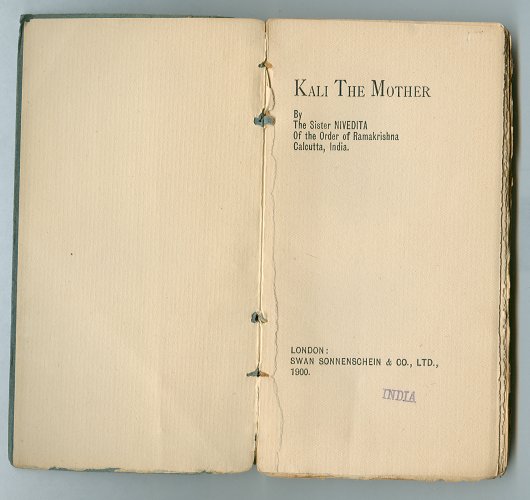 KALI THE MOTHER
By
The Sister NIVEDITA
Of the Order of Ramakrishna
Calcutta, India.
LONDON:
SWAN SONNENSCHEIN & CO., LTD.,
1900.
INDIA